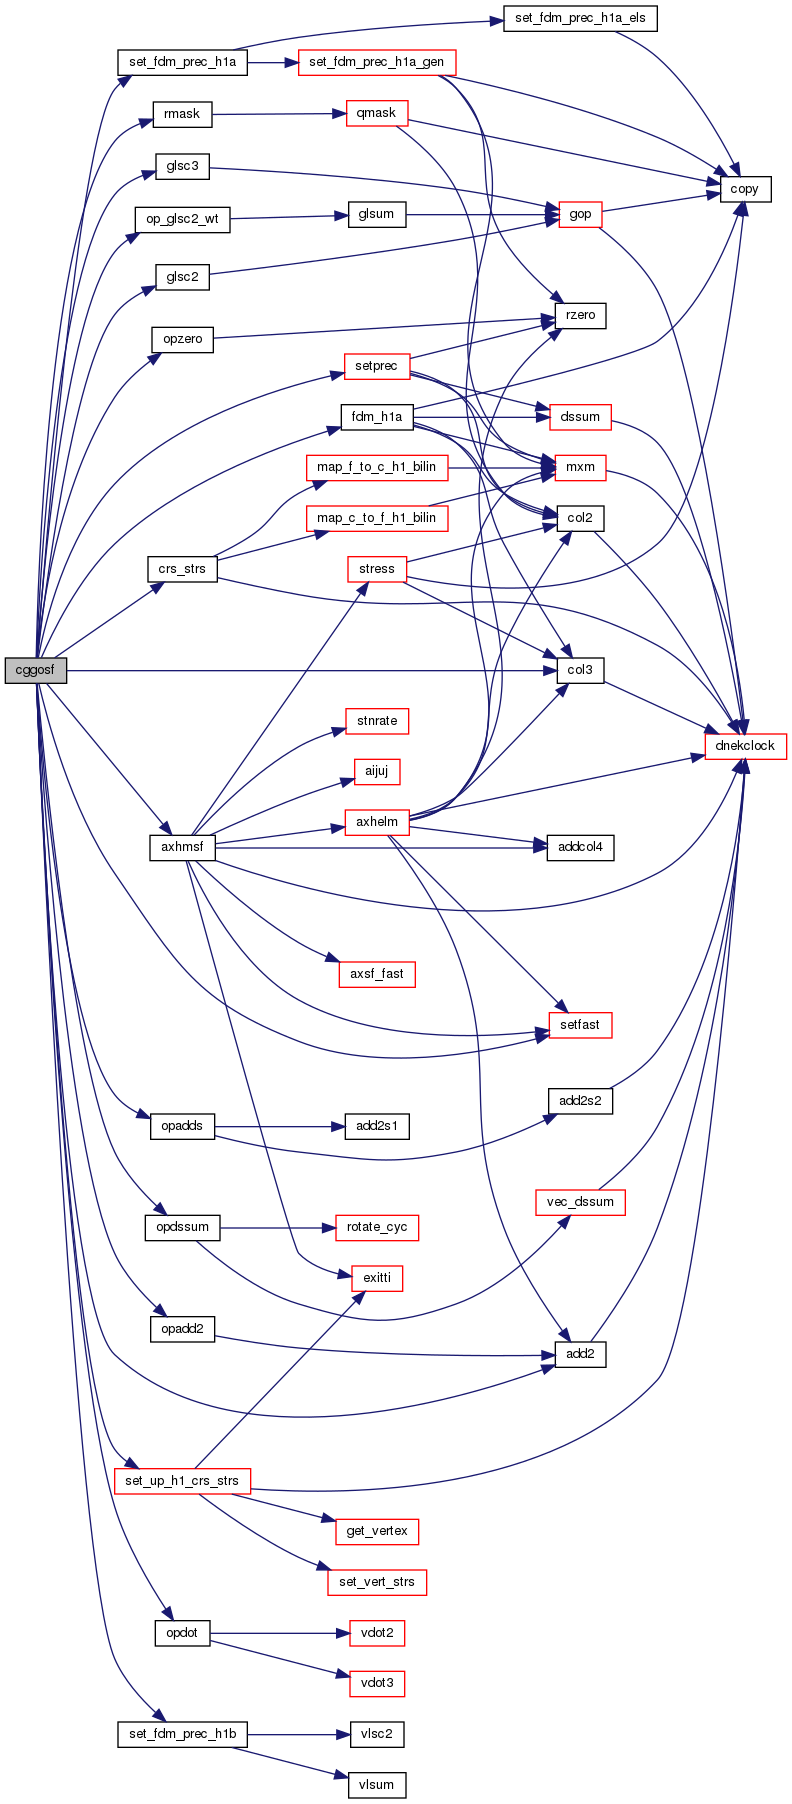 set_fdm_prec_h1a_els
set_fdm_prec_h1a
set_fdm_prec_h1a_gen
rmask
qmask
glsc3
copy
op_glsc2_wt
glsum
gop
glsc2
rzero
opzero
setprec
fdm_h1a
dssum
map_f_to_c_h1_bilin
mxm
map_c_to_f_h1_bilin
col2
crs_strs
stress
cggosf
col3
stnrate
dnekclock
aijuj
axhelm
axhmsf
addcol4
axsf_fast
setfast
add2s2
opadds
add2s1
vec_dssum
opdssum
rotate_cyc
exitti
opadd2
add2
set_up_h1_crs_strs
get_vertex
set_vert_strs
opdot
vdot2
vdot3
set_fdm_prec_h1b
vlsc2
vlsum